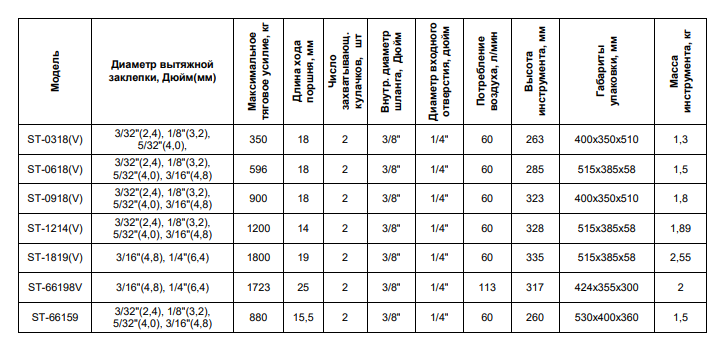 Модель
Диаметр вытяжной
заклепки, Дюйм(мм)
Максимальное
тяговое усилие, кг
Длина хода
поршня, мм
Число
захватывающ.
кулачков, шт
Внутр. диаметр
шланга, Дюйм
Диаметр входного
отверстия, дюйм
Потребление
воздуха, л/мин
Высота
инструмента, мм
Габариты
упаковки, мм
Масса
инструмента, кг
ST-0318(V)
3/32"(2,4), 1/8"(3,2),
5/32"(4,0),
350
18
2
3/8"
1/4"
60
263
400x350x510
1,3
ST-0618(V)
3/32"(2,4), 1/8"(3,2),
5/32"(4,0), 3/16"(4,8)
596
18
2
3/8"
1/4"
60
285
515x385x58
1,5
ST-0918(V)
3/32"(2,4), 1/8"(3,2),
5/32"(4,0), 3/16"(4,8)
900
18
2
3/8"
1/4"
60
323
400x350x510
1,8
ST-1214(V)
3/32"(2,4), 1/8"(3,2),
5/32"(4,0), 3/16"(4,8)
1200
14
2
3/8"
1/4"
60
328
515x385x58
1,89
ST-1819(V)
3/16"(4,8), 1/4"(6,4)
1800
19
2
3/8"
1/4"
60
335
515x385x58
2,55
ST-66198V
3/16"(4,8), 1/4"(6,4)
1723
25
2
3/8"
1/4"
113
317
424x355x300
2
ST-66159
3/32"(2,4), 1/8"(3,2),
5/32"(4,0), 3/16"(4,8)
880
15,5
2
3/8"
1/4"
60
260
530x400x360
1,5